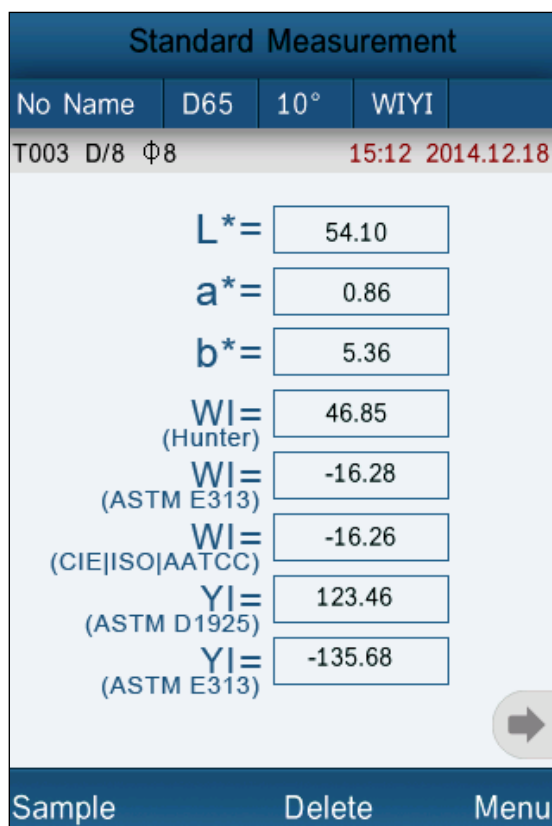 Standard Measurement
No Name D65 10° WIYI
T003 D/8 Φ8 15:12 2014.12.18
L*= 54.10
a*= 0.86
b*= 5.36
WI= 46.85
(Hunter)
WI= -16.28
(ASTM E313)
WI= -16.26
(CIE|ISO|AATCC)
YI= 123.46
(ASTM D1925)
YI= -135.68
(ASTM E313)
Sample Delete Menu